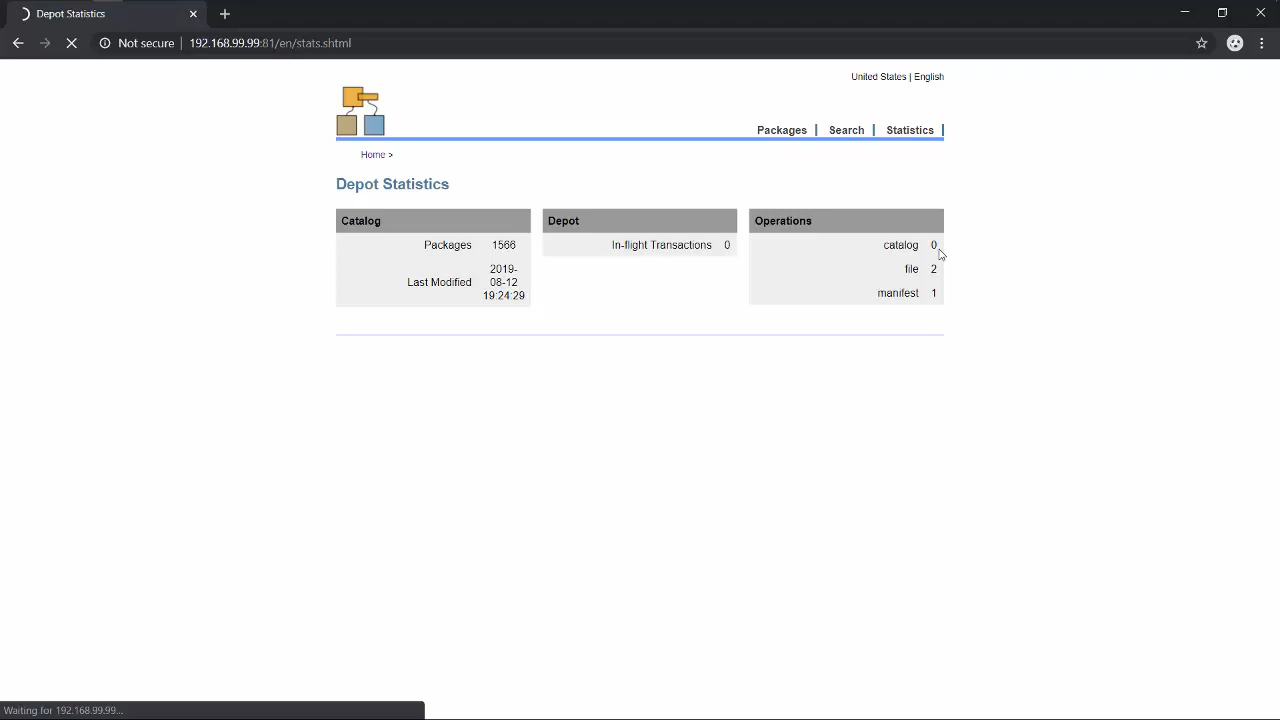 Depot Statistics
Not secure | 192.168.99.99:81/en/stats.shtml
United States | English
Packages | Search | Statistics |
Home >
Depot Statistics
Catalog
Packages 1566
Last Modified 2019-
08-12
19:24:29
Depot
In-flight Transactions 0
Operations
catalog 0
file 2
manifest 1
Waiting for 192.168.99.99...